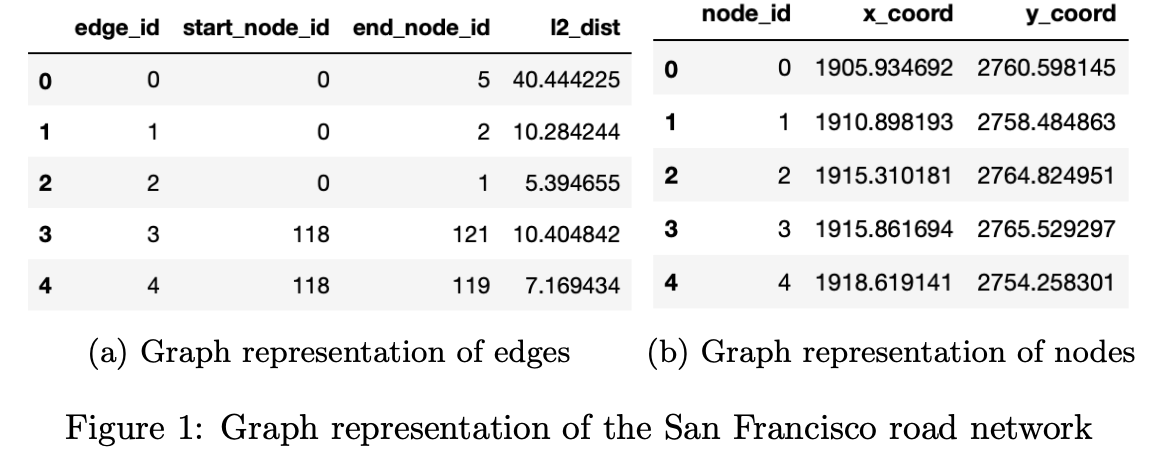 edge_id start_node_id end_node_id l2_dist
0 0 0 5 40.444225
1 1 0 2 10.284244
2 2 0 1 5.394655
3 3 118 121 10.404842
4 4 118 119 7.169434
node_id x_coord y_coord
0 0 1905.934692 2760.598145
1 1 1910.898193 2758.484863
2 2 1915.310181 2764.824951
3 3 1915.861694 2765.529297
4 4 1918.619141 2754.258301
(a) Graph representation of edges
(b) Graph representation of nodes
Figure 1: Graph representation of the San Francisco road network